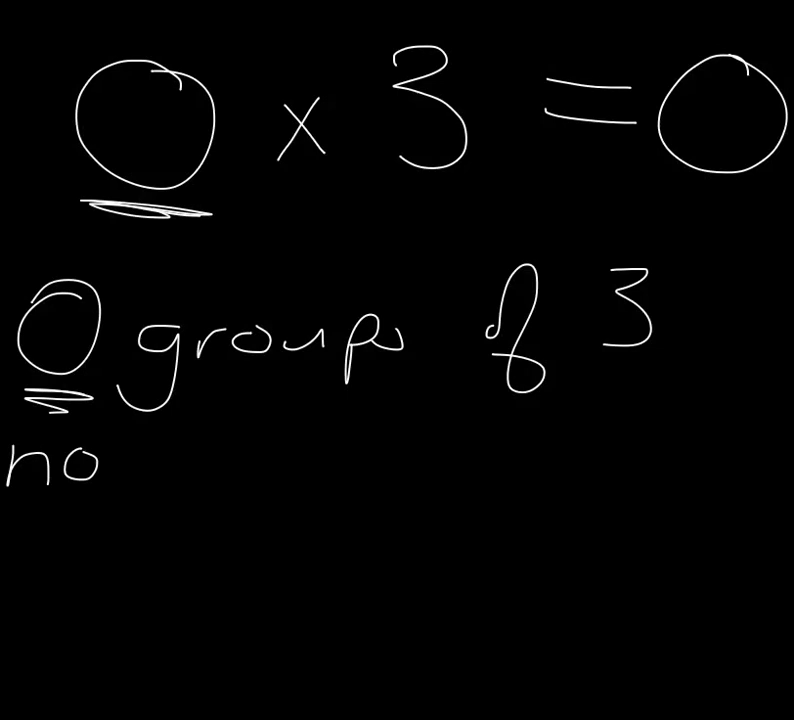 0 x 3 = 0
0 groups of 3
no